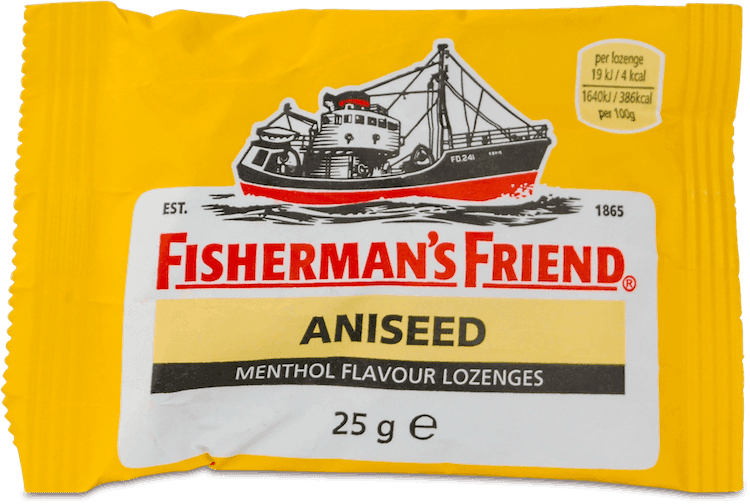 per lozenge
19 kJ / 4 kcal
1640kJ / 386kcal
per 100g
FD.241
EST. 1865
FISHERMAN'S FRIEND®
ANISEED
MENTHOL FLAVOUR LOZENGES
25 g ℮